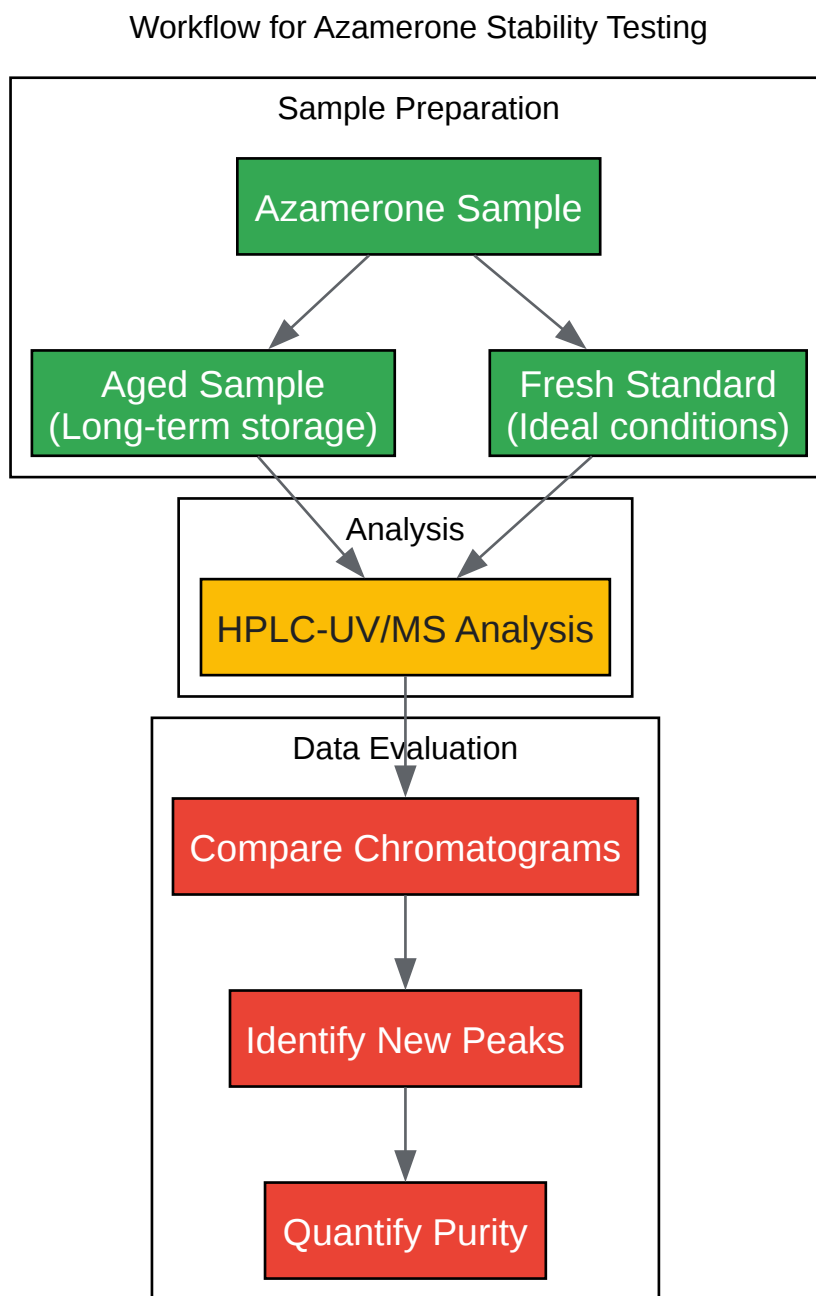 Workflow for Azamerone Stability Testing
Sample Preparation
Azamerone Sample
Aged Sample
(Long-term storage)
Fresh Standard
(Ideal conditions)
Analysis
HPLC-UV/MS Analysis
Data Evaluation
Compare Chromatograms
Identify New Peaks
Quantify Purity